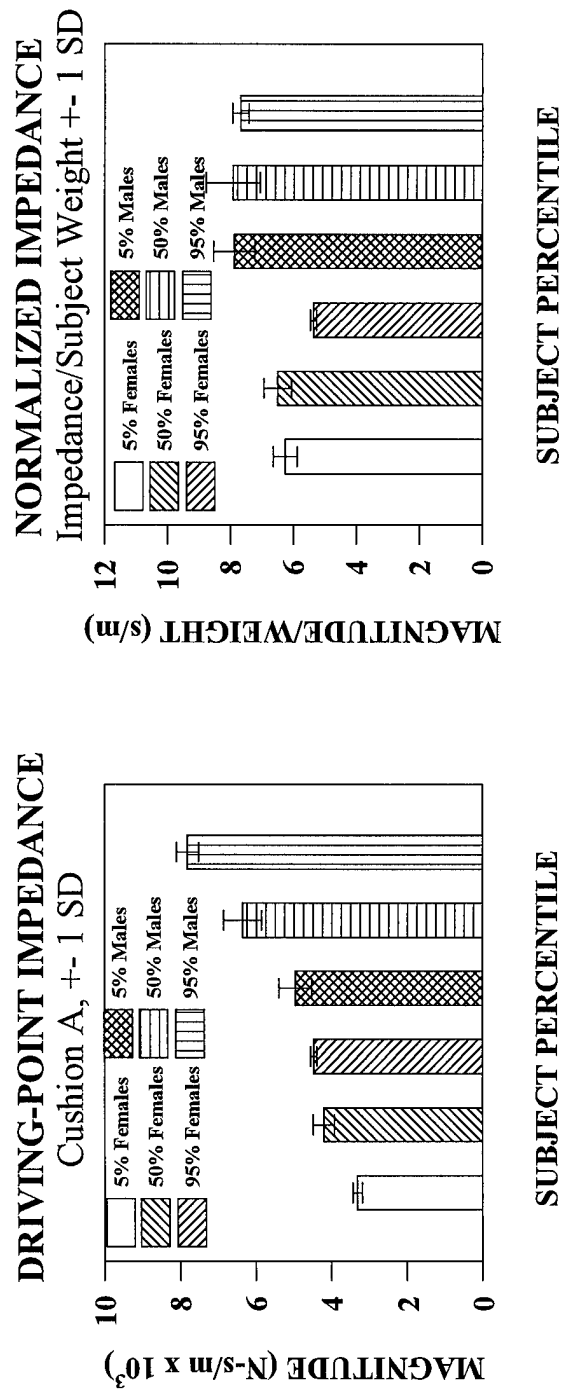 DRIVING-POINT IMPEDANCE
Cushion A, +- 1 SD
5% Females
5% Males
50% Females
50% Males
95% Females
95% Males
MAGNITUDE (N-s/m x 10³)
10
8
6
4
2
0
SUBJECT PERCENTILE
NORMALIZED IMPEDANCE
Impedance/Subject Weight +- 1 SD
5% Females
5% Males
50% Females
50% Males
95% Females
95% Males
MAGNITUDE/WEIGHT (s/m)
12
10
8
6
4
2
0
SUBJECT PERCENTILE